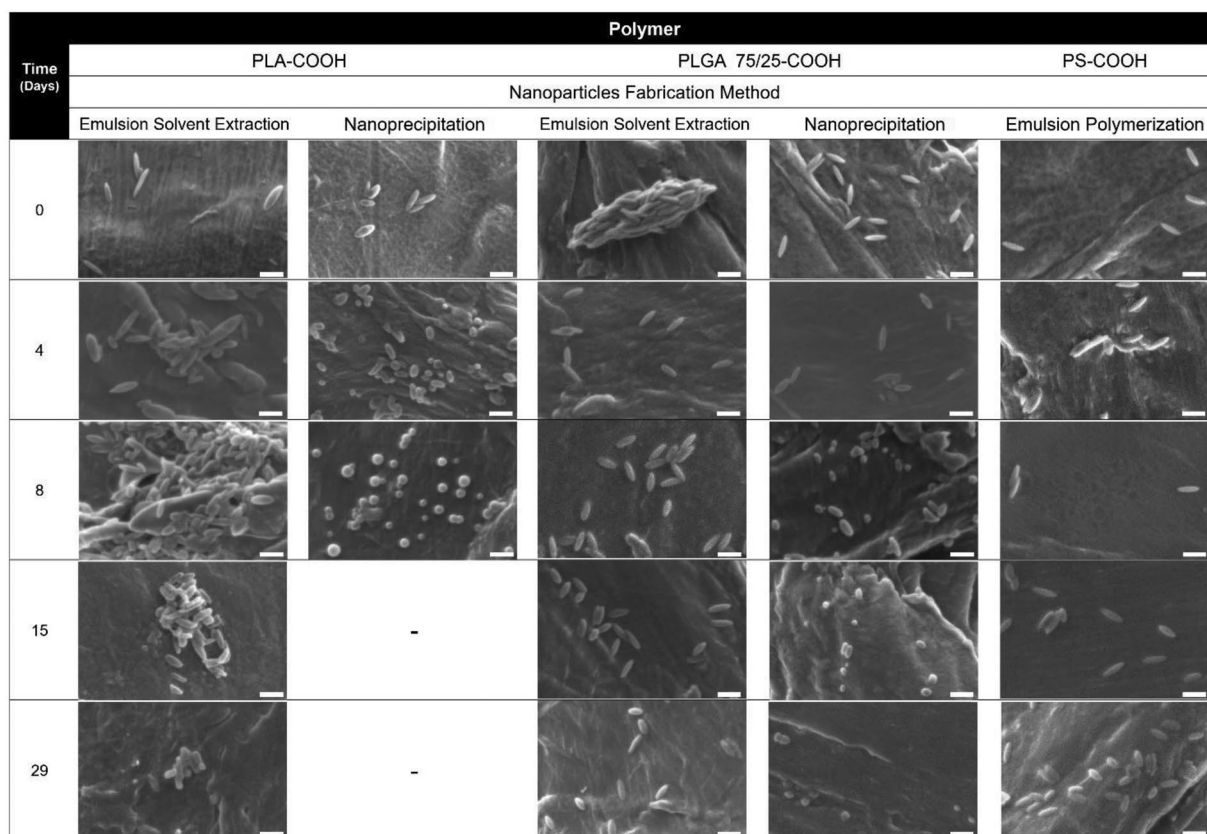 Polymer
Time
(Days)
PLA-COOH PLGA 75/25-COOH PS-COOH
Nanoparticles Fabrication Method
Emulsion Solvent Extraction Nanoprecipitation Emulsion Solvent Extraction Nanoprecipitation Emulsion Polymerization
0
4
8
15 -
29 -